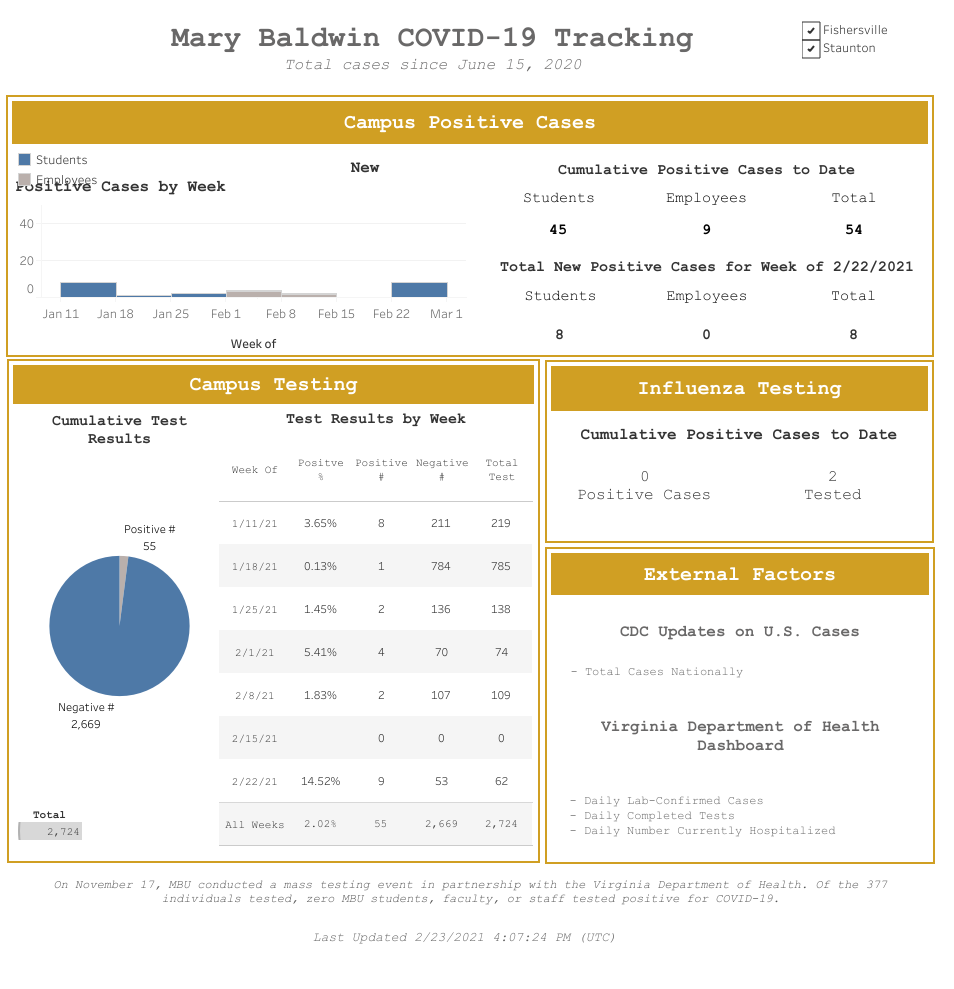 Mary Baldwin COVID-19 Tracking
Total cases since June 15, 2020
Fishersville
Staunton
Campus Positive Cases
Students
Employees
New
Positive Cases by Week
40
20
0
Jan 11 Jan 18 Jan 25 Feb 1 Feb 8 Feb 15 Feb 22 Mar 1
Week of
Cumulative Positive Cases to Date
Students Employees Total
45 9 54
Total New Positive Cases for Week of 2/22/2021
Students Employees Total
8 0 8
Campus Testing
Cumulative Test
Results
Positive #
55
Negative #
2,669
Total
2,724
Test Results by Week
Week Of Positve % Positive # Negative # Total Test
1/11/21 3.65% 8 211 219
1/18/21 0.13% 1 784 785
1/25/21 1.45% 2 136 138
2/1/21 5.41% 4 70 74
2/8/21 1.83% 2 107 109
2/15/21 0 0 0
2/22/21 14.52% 9 53 62
All Weeks 2.02% 55 2,669 2,724
Influenza Testing
Cumulative Positive Cases to Date
0 2
Positive Cases Tested
External Factors
CDC Updates on U.S. Cases
- Total Cases Nationally
Virginia Department of Health
Dashboard
- Daily Lab-Confirmed Cases
- Daily Completed Tests
- Daily Number Currently Hospitalized
On November 17, MBU conducted a mass testing event in partnership with the Virginia Department of Health. Of the 377
individuals tested, zero MBU students, faculty, or staff tested positive for COVID-19.
Last Updated 2/23/2021 4:07:24 PM (UTC)